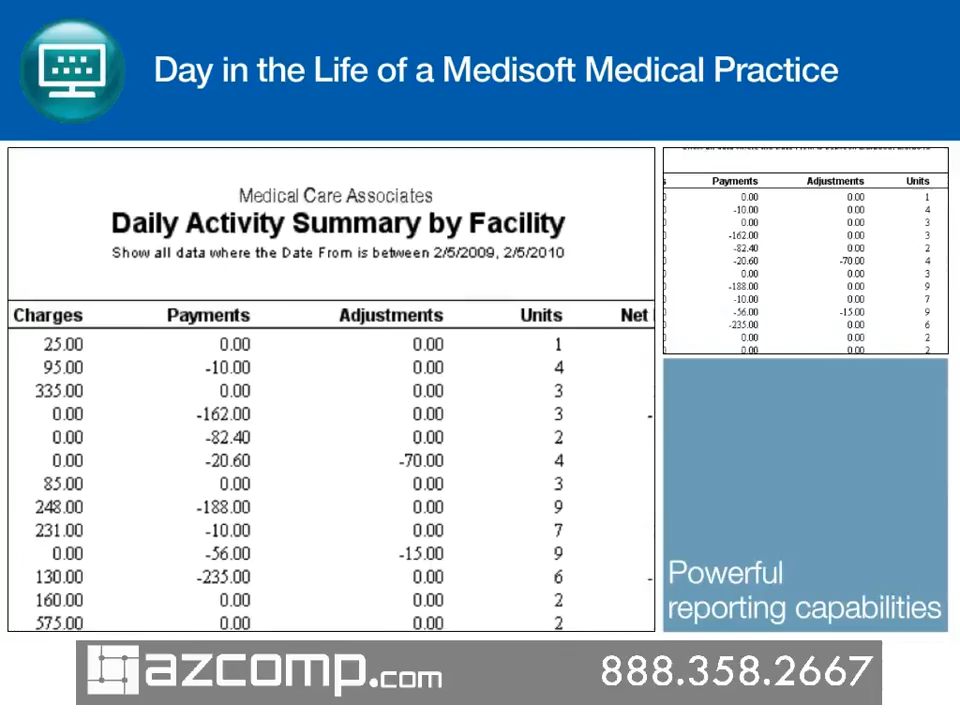 Day in the Life of a Medisoft Medical Practice
Medical Care Associates
Daily Activity Summary by Facility
Show all data where the Date From is between 2/5/2009, 2/5/2010
Charges Payments Adjustments Units Net
25.00 0.00 0.00 1
95.00 -10.00 0.00 4
335.00 0.00 0.00 3
0.00 -162.00 0.00 3 -
0.00 -82.40 0.00 2
0.00 -20.60 -70.00 4
85.00 0.00 0.00 3
248.00 -188.00 0.00 9
231.00 -10.00 0.00 7
0.00 -56.00 -15.00 9
130.00 -235.00 0.00 6 -
160.00 0.00 0.00 2
575.00 0.00 0.00 2
Payments Adjustments Units
0.00 0.00 1
-10.00 0.00 4
0.00 0.00 3
-162.00 0.00 3
-82.40 0.00 2
-20.60 -70.00 4
0.00 0.00 3
-188.00 0.00 9
-10.00 0.00 7
-56.00 -15.00 9
-235.00 0.00 6
0.00 0.00 2
0.00 0.00 2
Powerful
reporting capabilities
azcomp.com 888.358.2667